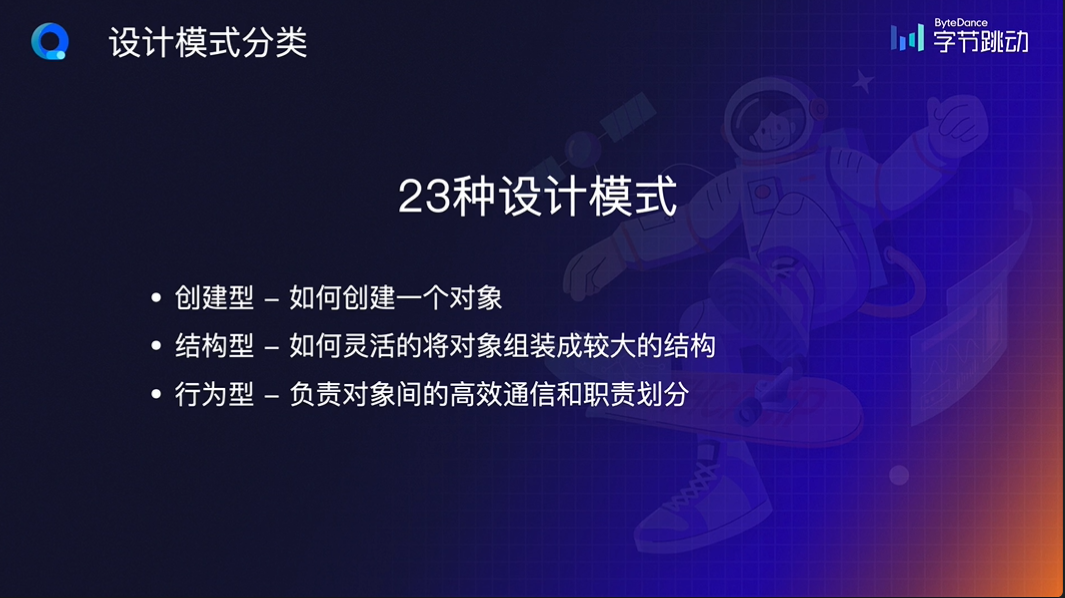 设计模式分类
ByteDance
字节跳动
23种设计模式
• 创建型 – 如何创建一个对象
• 结构型 – 如何灵活的将对象组装成较大的结构
• 行为型 – 负责对象间的高效通信和职责划分